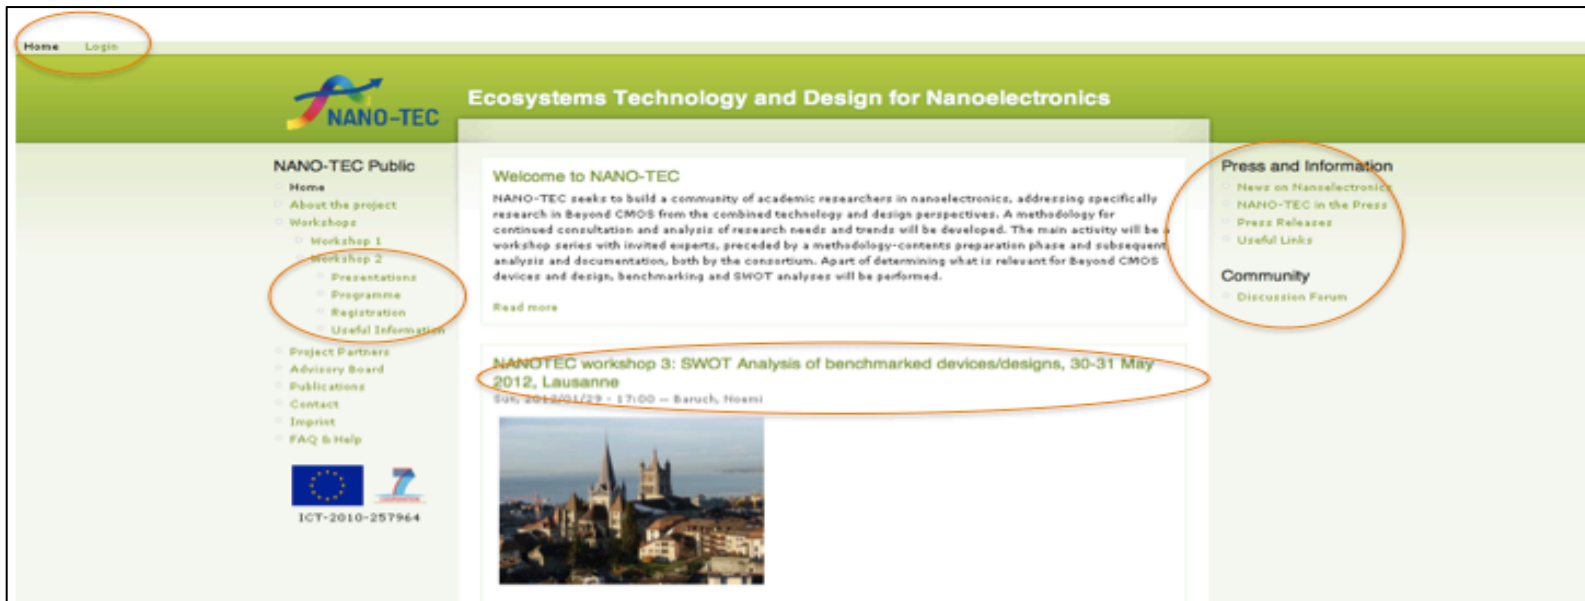 Home Login
NANO-TEC
Ecosystems Technology and Design for Nanoelectronics
NANO-TEC Public
Home
About the project
Workshops
Workshop 1
Workshop 2
Presentations
Programme
Registration
Useful Information
Project Partners
Advisory Board
Publications
Contact
Imprint
FAQ & Help
7
ICT-2010-257964
Welcome to NANO-TEC
NANO-TEC seeks to build a community of academic researchers in nanoelectronics, addressing specifically
research in Beyond CMOS from the combined technology and design perspectives. A methodology for
continued consultation and analysis of research needs and trends will be developed. The main activity will be a
workshop series with invited experts, preceded by a methodology-contents preparation phase and subsequent
analysis and documentation, both by the consortium. Apart of determining what is relevant for Beyond CMOS
devices and design, benchmarking and SWOT analyses will be performed.
Read more
NANOTEC workshop 3: SWOT Analysis of benchmarked devices/designs, 30-31 May
2012, Lausanne
Sun, 2012/01/29 - 17:00 — Baruch, Noemi
Press and Information
News on Nanoelectronics
NANO-TEC in the Press
Press Releases
Useful Links
Community
Discussion Forum